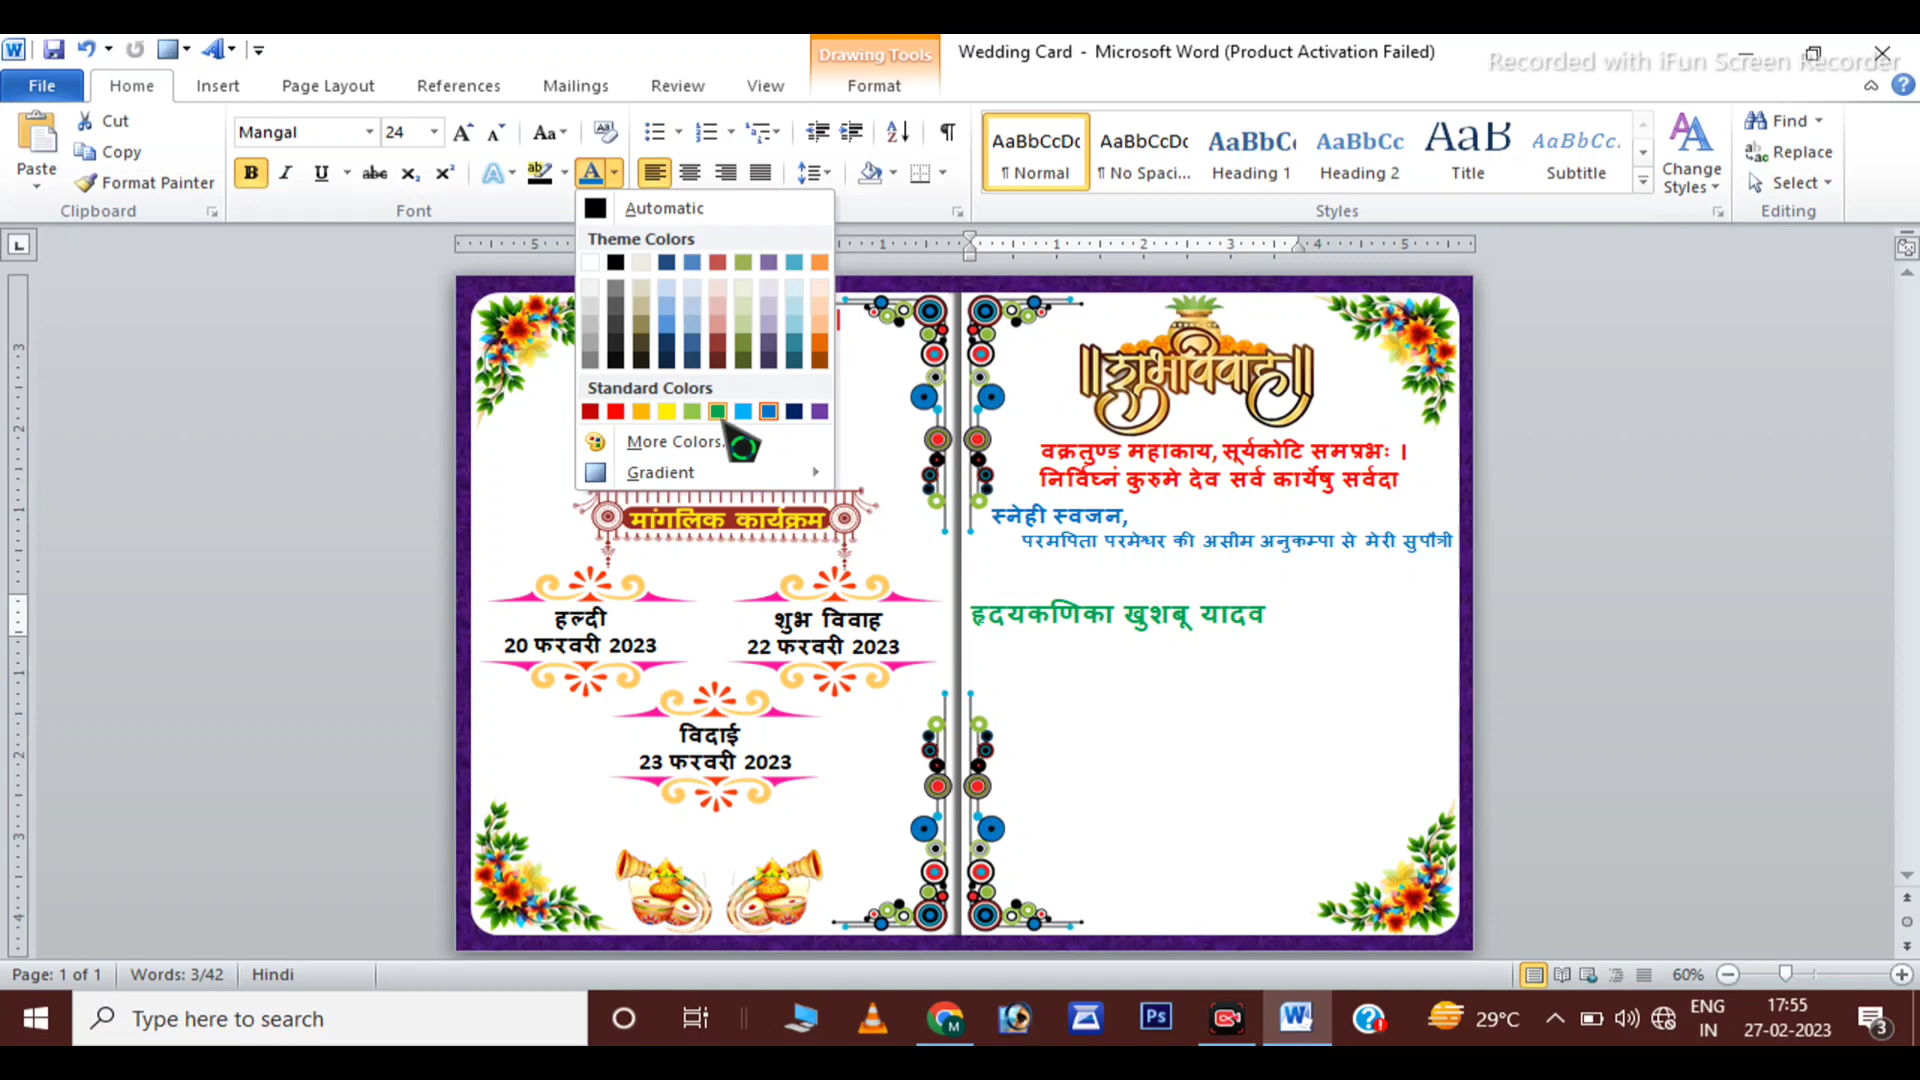 Wedding Card - Microsoft Word (Product Activation Failed)
Drawing Tools
Recorded with iFun Screen Recorder
File Home Insert Page Layout References Mailings Review View Format
Paste
Cut
Copy
Format Painter
Clipboard
Mangal 24
Font
AaBbCcDc AaBbCcDc AaBbC AaBbCc AaB AaBbCc.
¶ Normal ¶ No Spaci... Heading 1 Heading 2 Title Subtitle
Styles
Change Styles
Find
Replace
Select
Editing
Automatic
Theme Colors
Standard Colors
More Colors.
Gradient
मांगलिक कार्यक्रम
हल्दी
20 फरवरी 2023
शुभ विवाह
22 फरवरी 2023
विदाई
23 फरवरी 2023
॥शुभविवाह॥
वक्रतुण्ड महाकाय, सूर्यकोटि समप्रभः ।
निर्विघ्नं कुरुमे देव सर्व कार्येषु सर्वदा
स्नेही स्वजन,
परमपिता परमेश्वर की असीम अनुकम्पा से मेरी सुपौत्री
हृदयकणिका खुशबू यादव
Page: 1 of 1 Words: 3/42 Hindi 60%
Type here to search
Ps
29°C
ENG
IN
17:55
27-02-2023
3